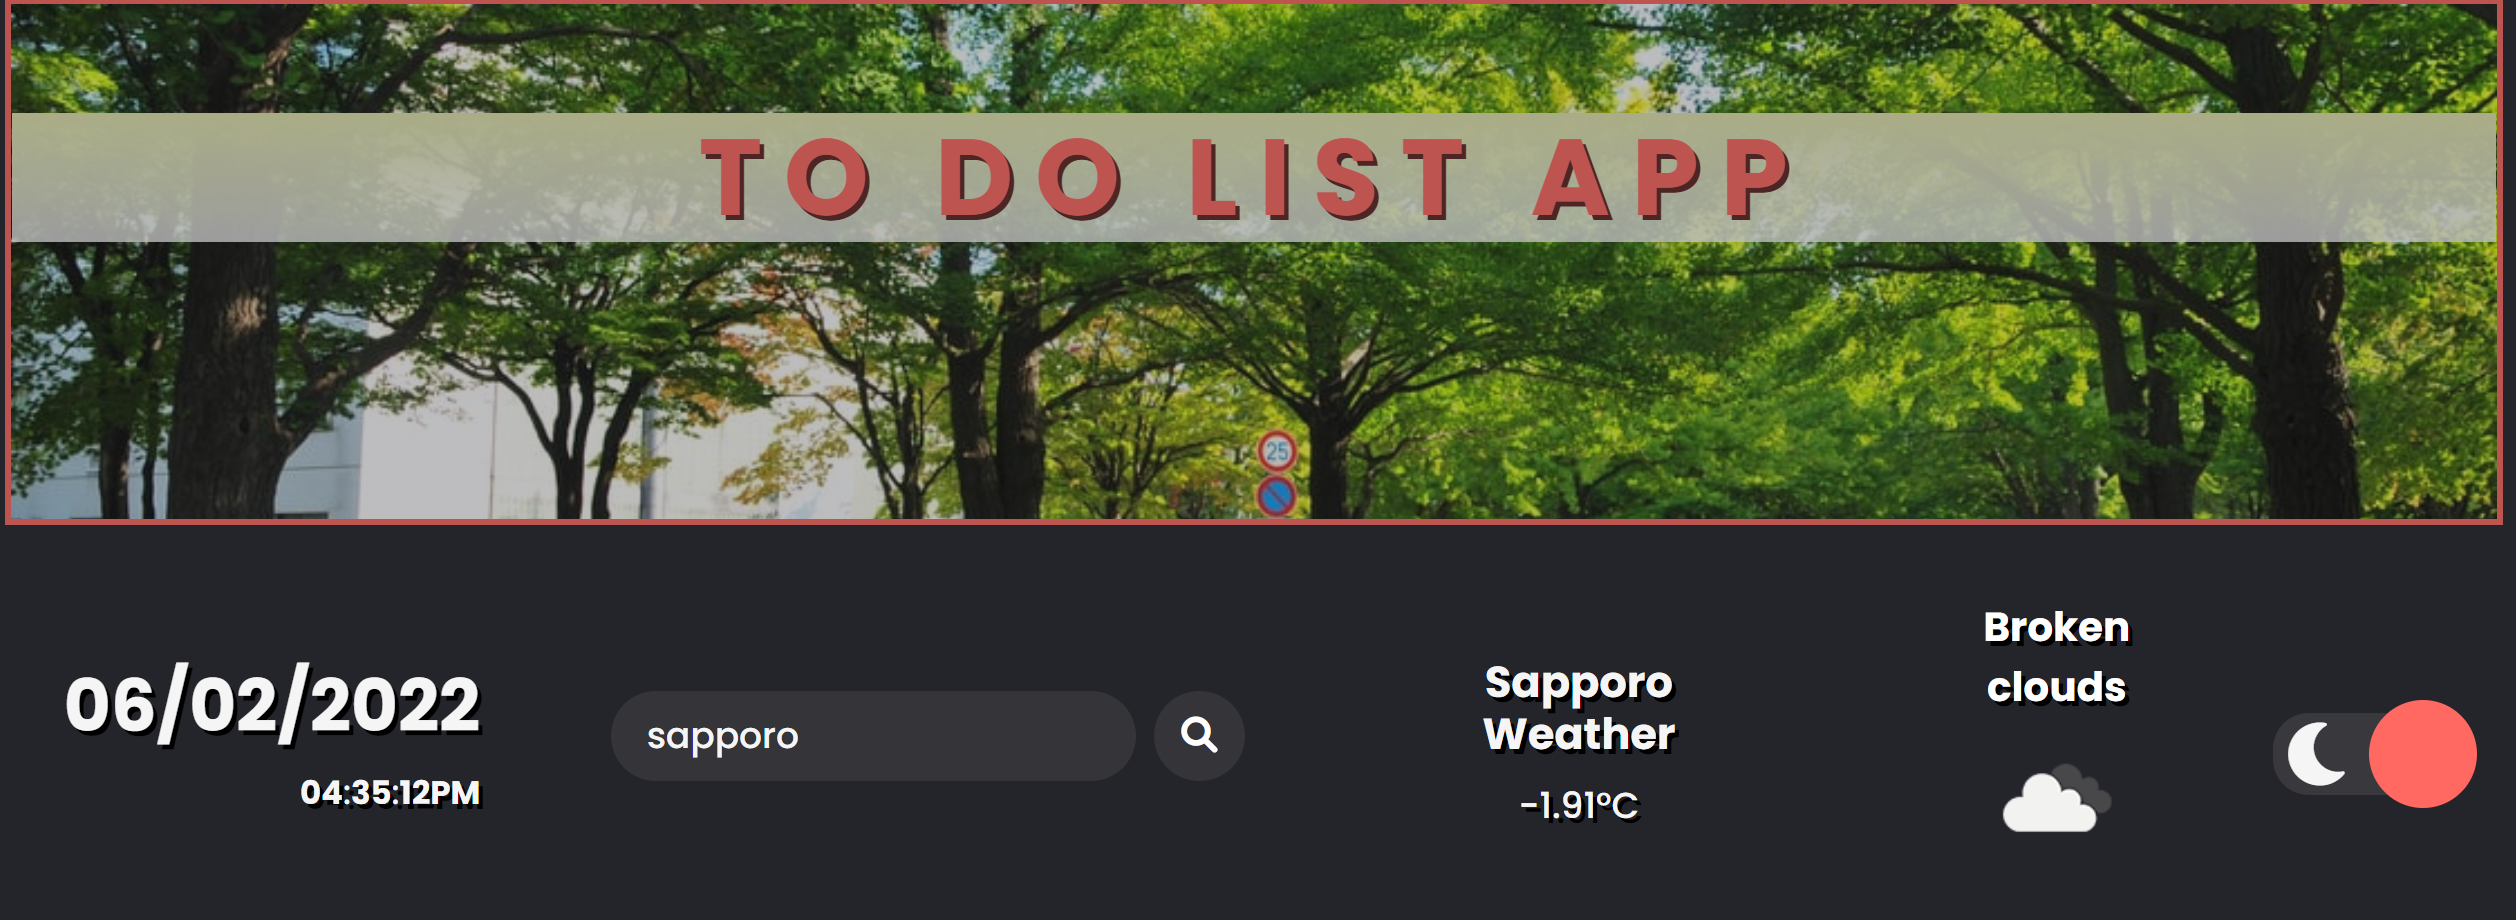 TO DO LIST APP
25
06/02/2022
04:35:12PM
sapporo
Sapporo
Weather
-1.91°C
Broken
clouds